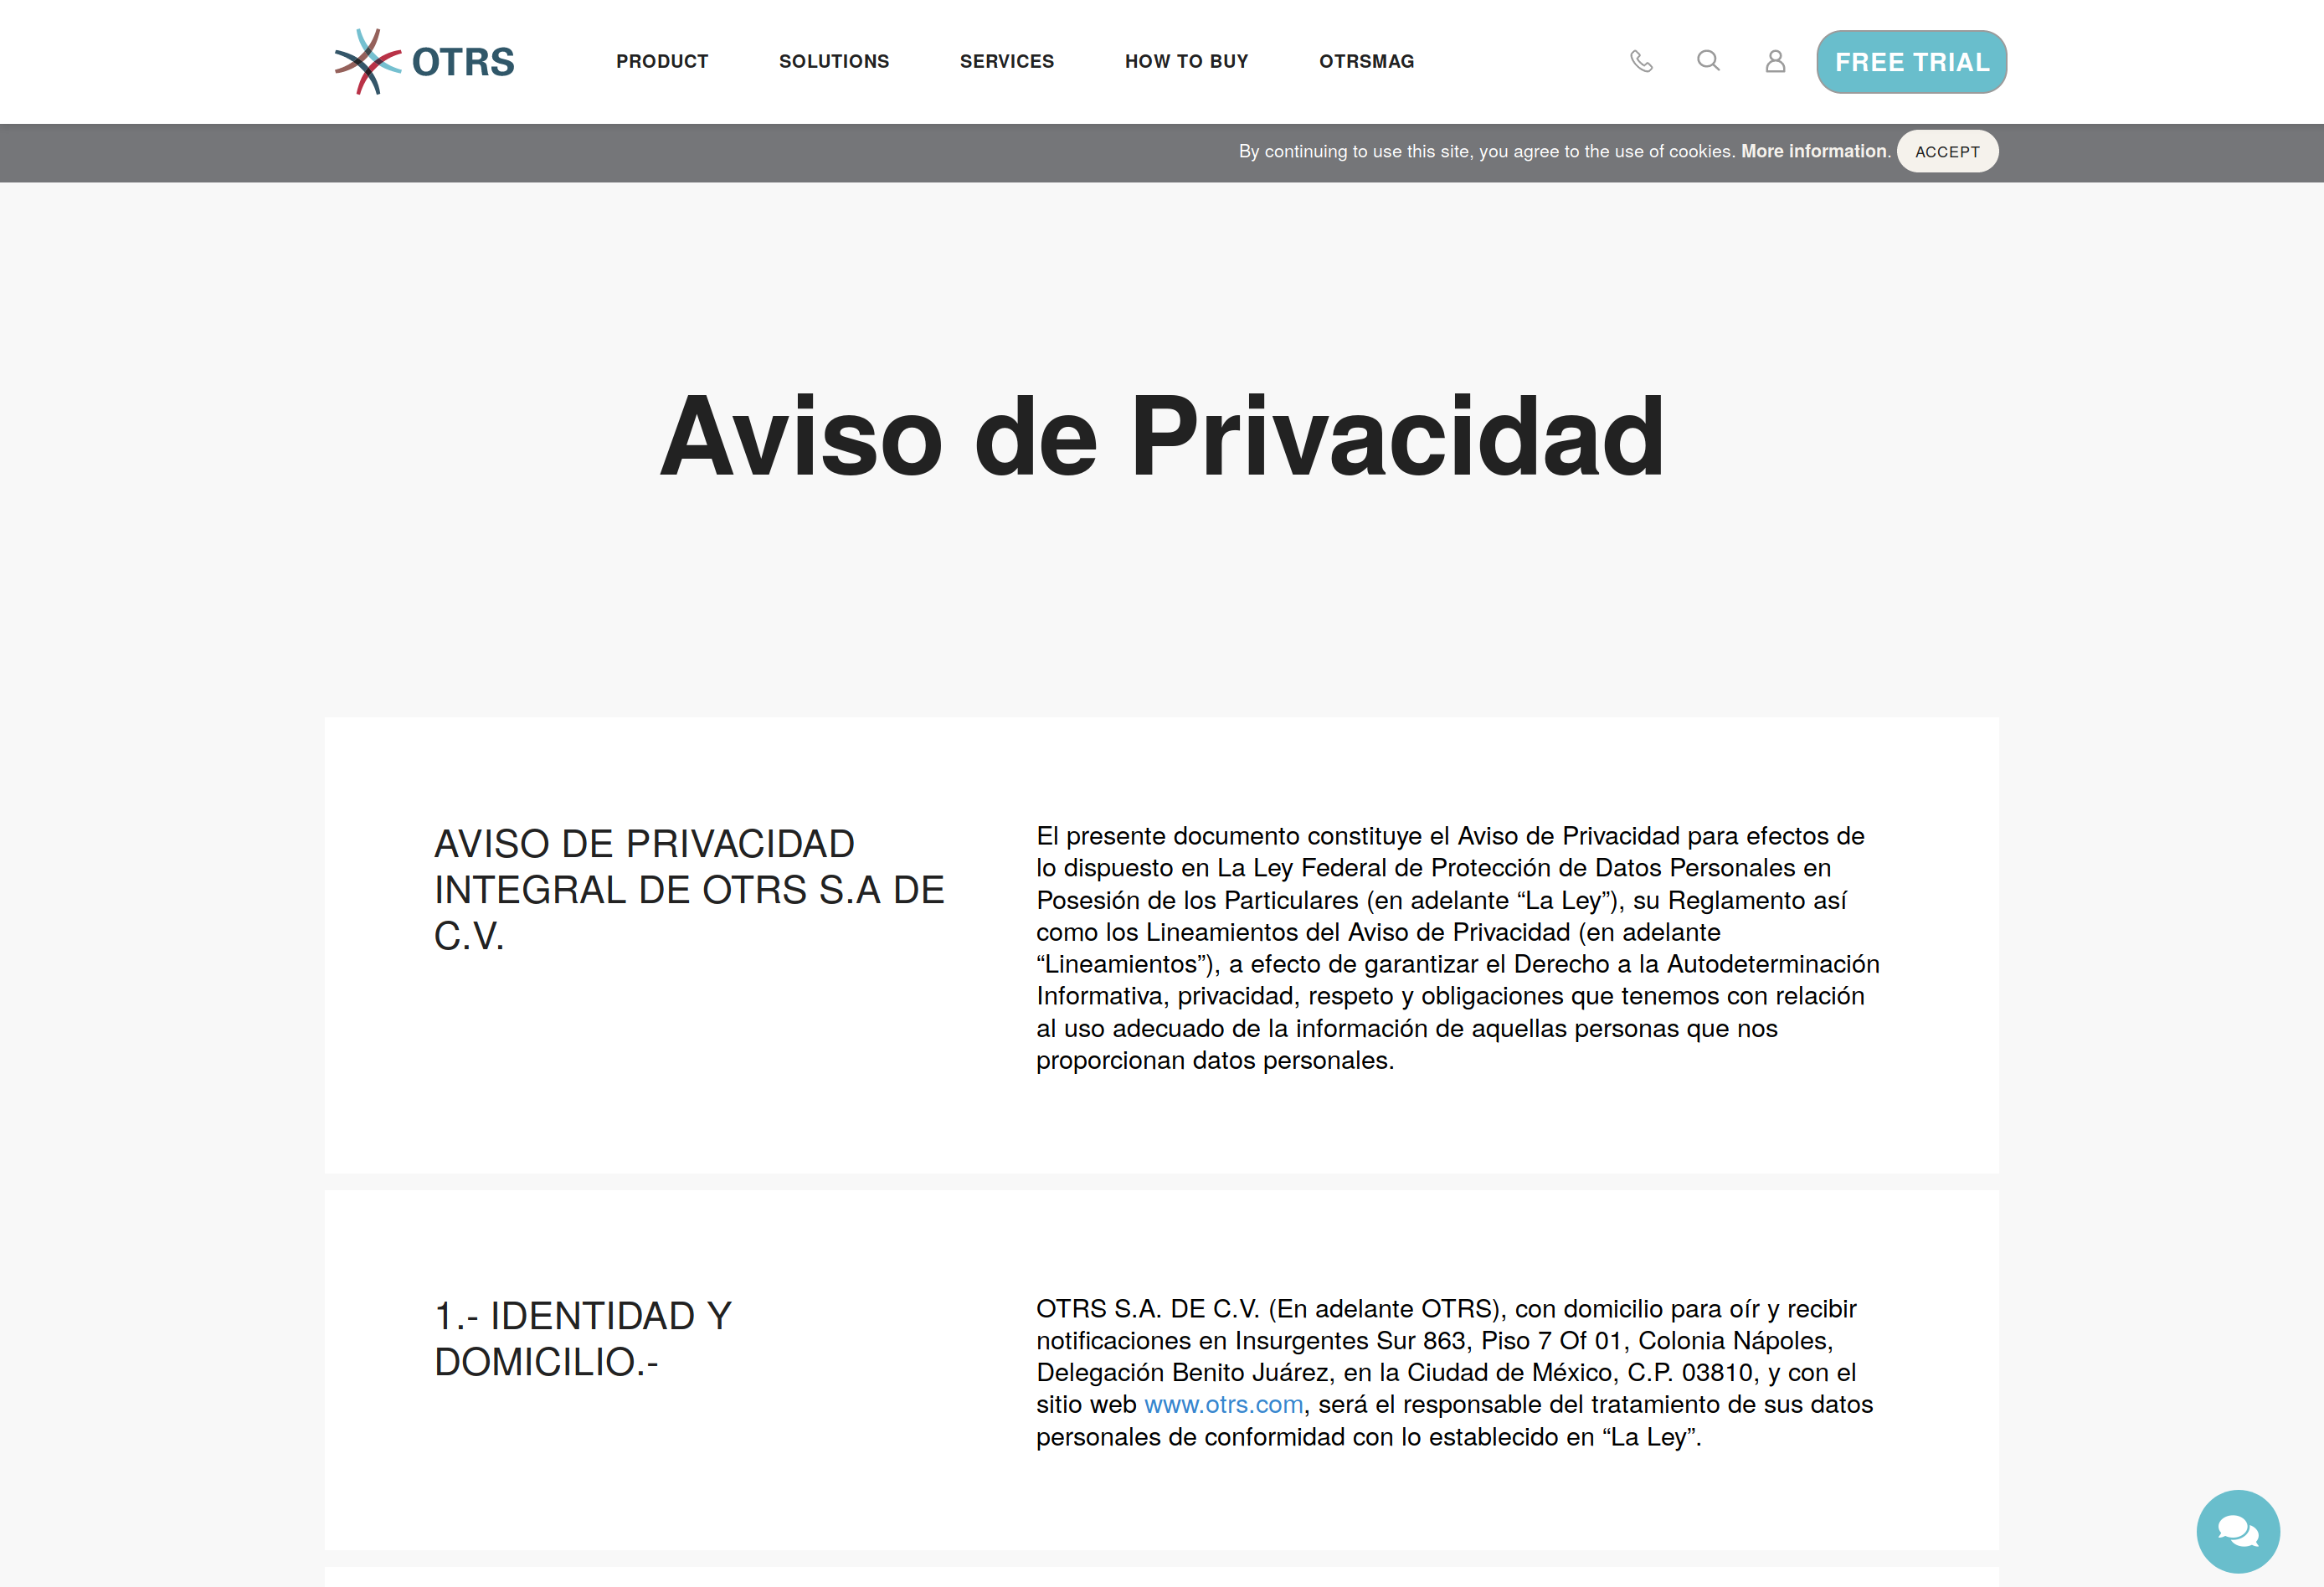 OTRS
PRODUCT
SOLUTIONS
SERVICES
HOW TO BUY
OTRSMAG
FREE TRIAL
By continuing to use this site, you agree to the use of cookies. More information. ACCEPT
Aviso de Privacidad
AVISO DE PRIVACIDAD
INTEGRAL DE OTRS S.A DE
C.V.
El presente documento constituye el Aviso de Privacidad para efectos de
lo dispuesto en La Ley Federal de Protección de Datos Personales en
Posesión de los Particulares (en adelante “La Ley”), su Reglamento así
como los Lineamientos del Aviso de Privacidad (en adelante
“Lineamientos”), a efecto de garantizar el Derecho a la Autodeterminación
Informativa, privacidad, respeto y obligaciones que tenemos con relación
al uso adecuado de la información de aquellas personas que nos
proporcionan datos personales.
1.- IDENTIDAD Y
DOMICILIO.-
OTRS S.A. DE C.V. (En adelante OTRS), con domicilio para oír y recibir
notificaciones en Insurgentes Sur 863, Piso 7 Of 01, Colonia Nápoles,
Delegación Benito Juárez, en la Ciudad de México, C.P. 03810, y con el
sitio web www.otrs.com, será el responsable del tratamiento de sus datos
personales de conformidad con lo establecido en “La Ley”.